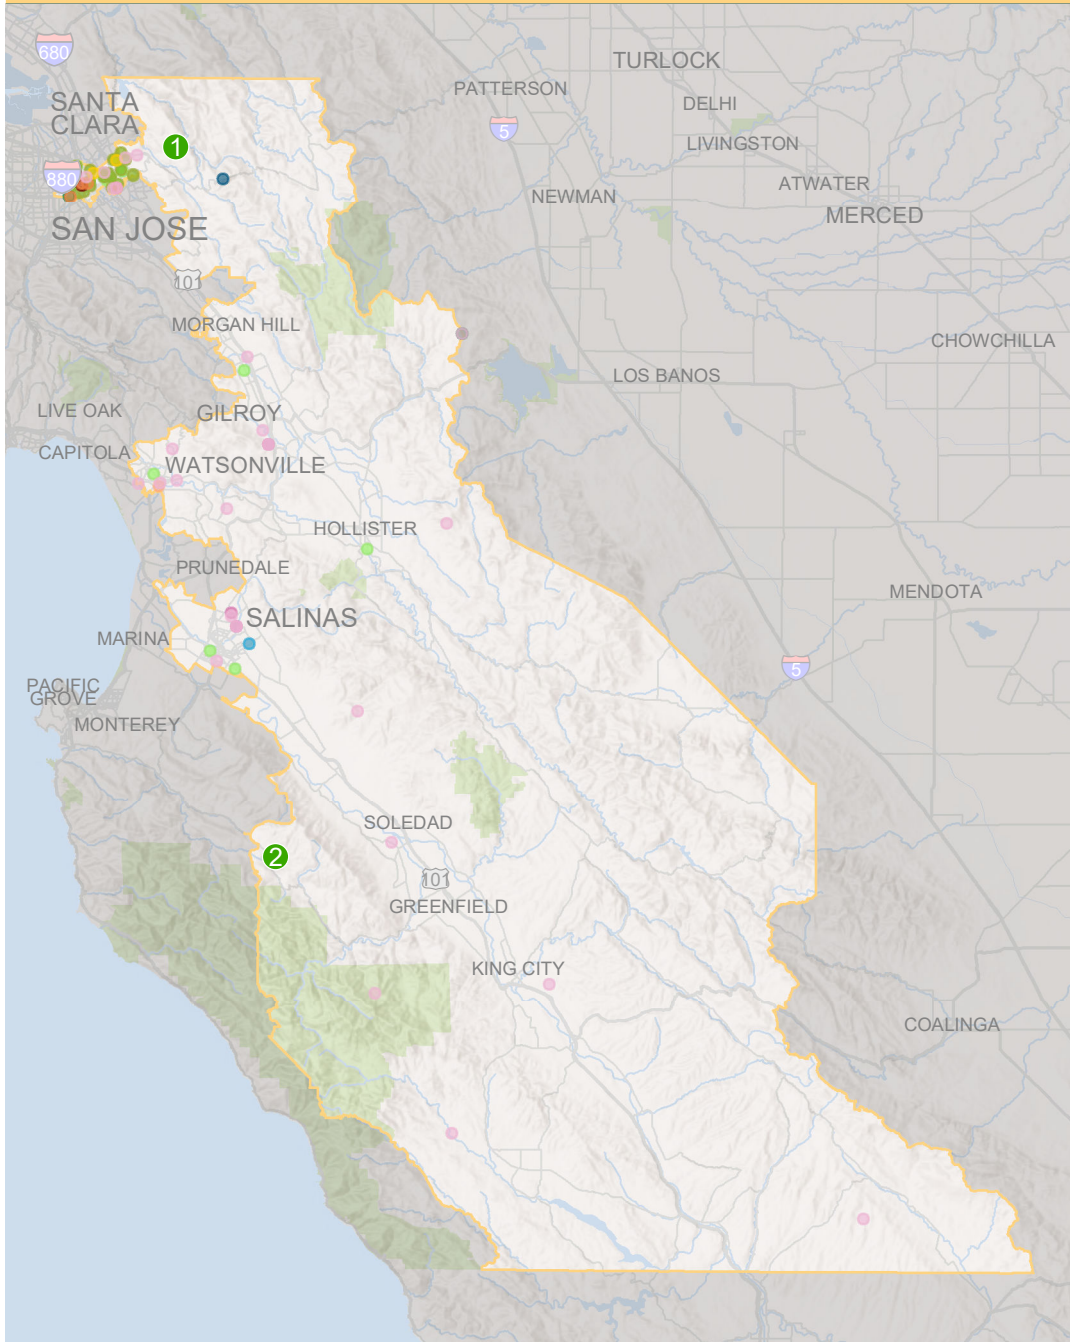 680
TURLOCK
PATTERSON
SANTA
CLARA
DELHI
5
LIVINGSTON
1
880
ATWATER
NEWMAN
MERCED
SAN JOSE
101
MORGAN HILL
CHOWCHILLA
LOS BANOS
LIVE OAK
GILROY
CAPITOLA
WATSONVILLE
HOLLISTER
PRUNEDALE
MENDOTA
SALINAS
MARINA
5
PACIFIC
GROVE
MONTEREY
SOLEDAD
2
101
GREENFIELD
KING CITY
COALINGA